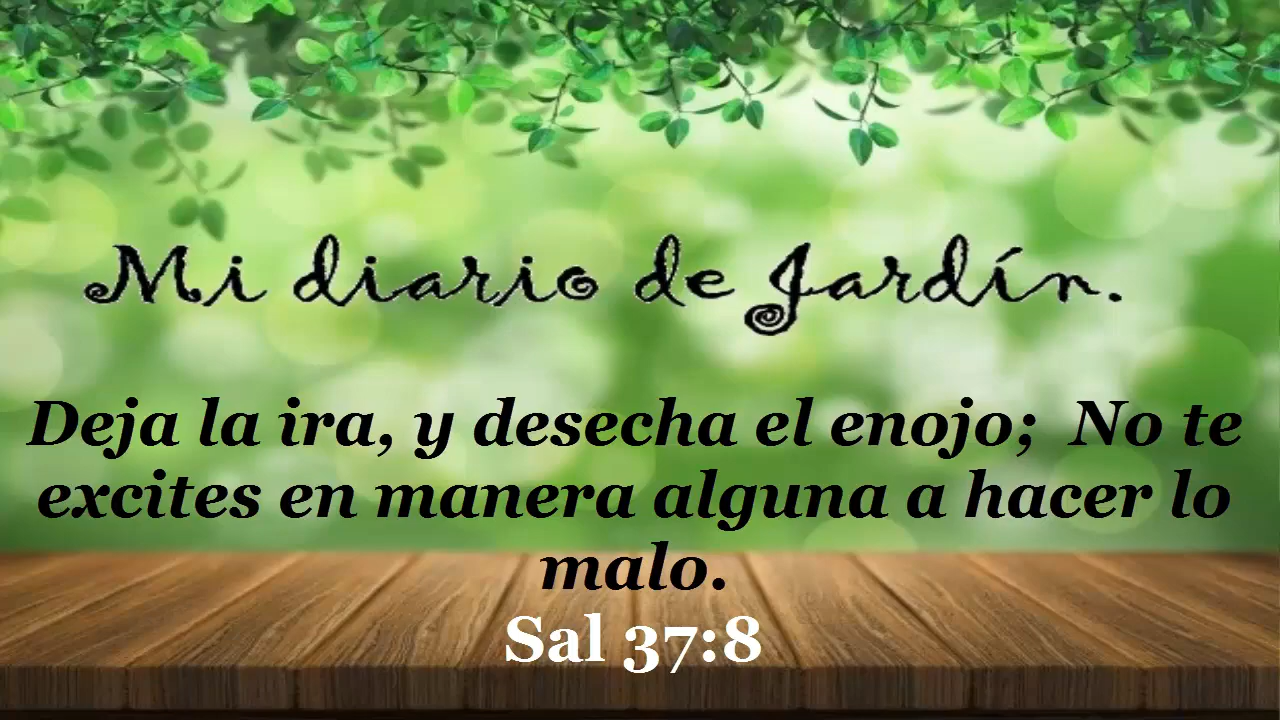 Mi diario de Jardín.
Deja la ira, y desecha el enojo;  No te
excites en manera alguna a hacer lo
malo.
Sal 37:8